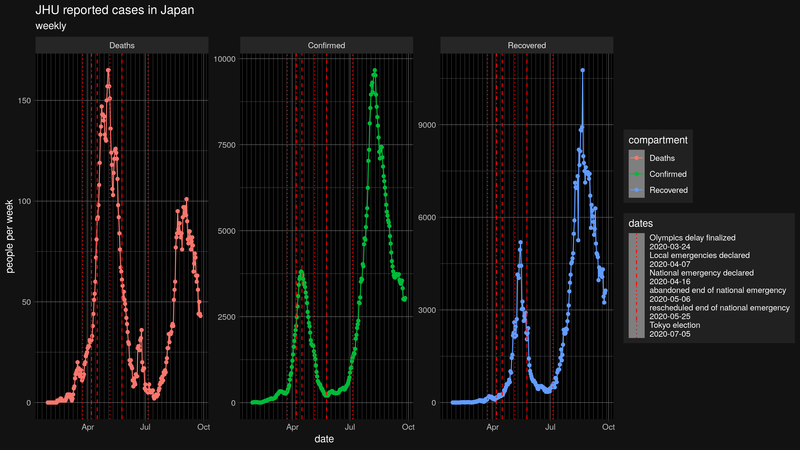 JHU reported cases in Japan
weekly
Deaths
Confirmed
Recovered
people per week
150
100
50
0
10000
7500
5000
2500
0
9000
6000
3000
0
Apr
Jul
Oct
Apr
Jul
Oct
Apr
Jul
Oct
date
compartment
Deaths
Confirmed
Recovered
dates
Olympics delay finalized
2020-03-24
Local emergencies declared
2020-04-07
National emergency declared
2020-04-16
abandoned end of national emergency
2020-05-06
rescheduled end of national emergency
2020-05-25
Tokyo election
2020-07-05